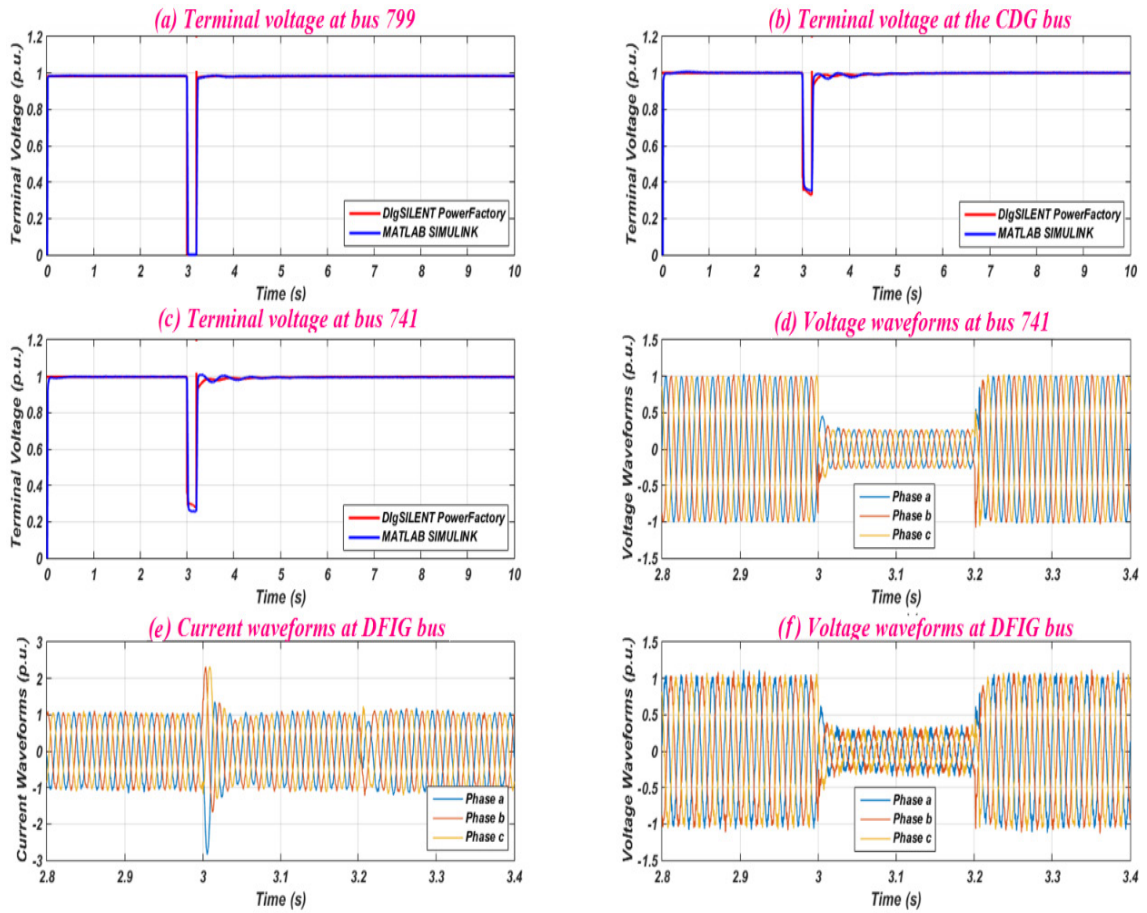 (a) Terminal voltage at bus 799
Terminal Voltage (p.u.)
1.2
1
0.8
0.6
0.4
0.2
0
DIgSILENT PowerFactory
MATLAB SIMULINK
0 1 2 3 4 5 6 7 8 9 10
Time (s)
(b) Terminal voltage at the CDG bus
Terminal Voltage (p.u.)
1.2
1
0.8
0.6
0.4
0.2
0
DIgSILENT PowerFactory
MATLAB SIMULINK
0 1 2 3 4 5 6 7 8 9 10
Time (s)
(c) Terminal voltage at bus 741
Terminal Voltage (p.u.)
1.2
1
0.8
0.6
0.4
0.2
0
DIgSILENT PowerFactory
MATLAB SIMULINK
0 1 2 3 4 5 6 7 8 9 10
Time (s)
(d) Voltage waveforms at bus 741
Voltage Waveforms (p.u.)
1.5
1
0.5
0
-0.5
-1
-1.5
Phase a
Phase b
Phase c
2.8 2.9 3 3.1 3.2 3.3 3.4
Time (s)
(e) Current waveforms at DFIG bus
Current Waveforms (p.u.)
3
2
1
0
-1
-2
-3
Phase a
Phase b
Phase c
2.8 2.9 3 3.1 3.2 3.3 3.4
Time (s)
(f) Voltage waveforms at DFIG bus
Voltage Waveforms (p.u.)
1.5
1
0.5
0
-0.5
-1
-1.5
Phase a
Phase b
Phase c
2.8 2.9 3 3.1 3.2 3.3 3.4
Time (s)